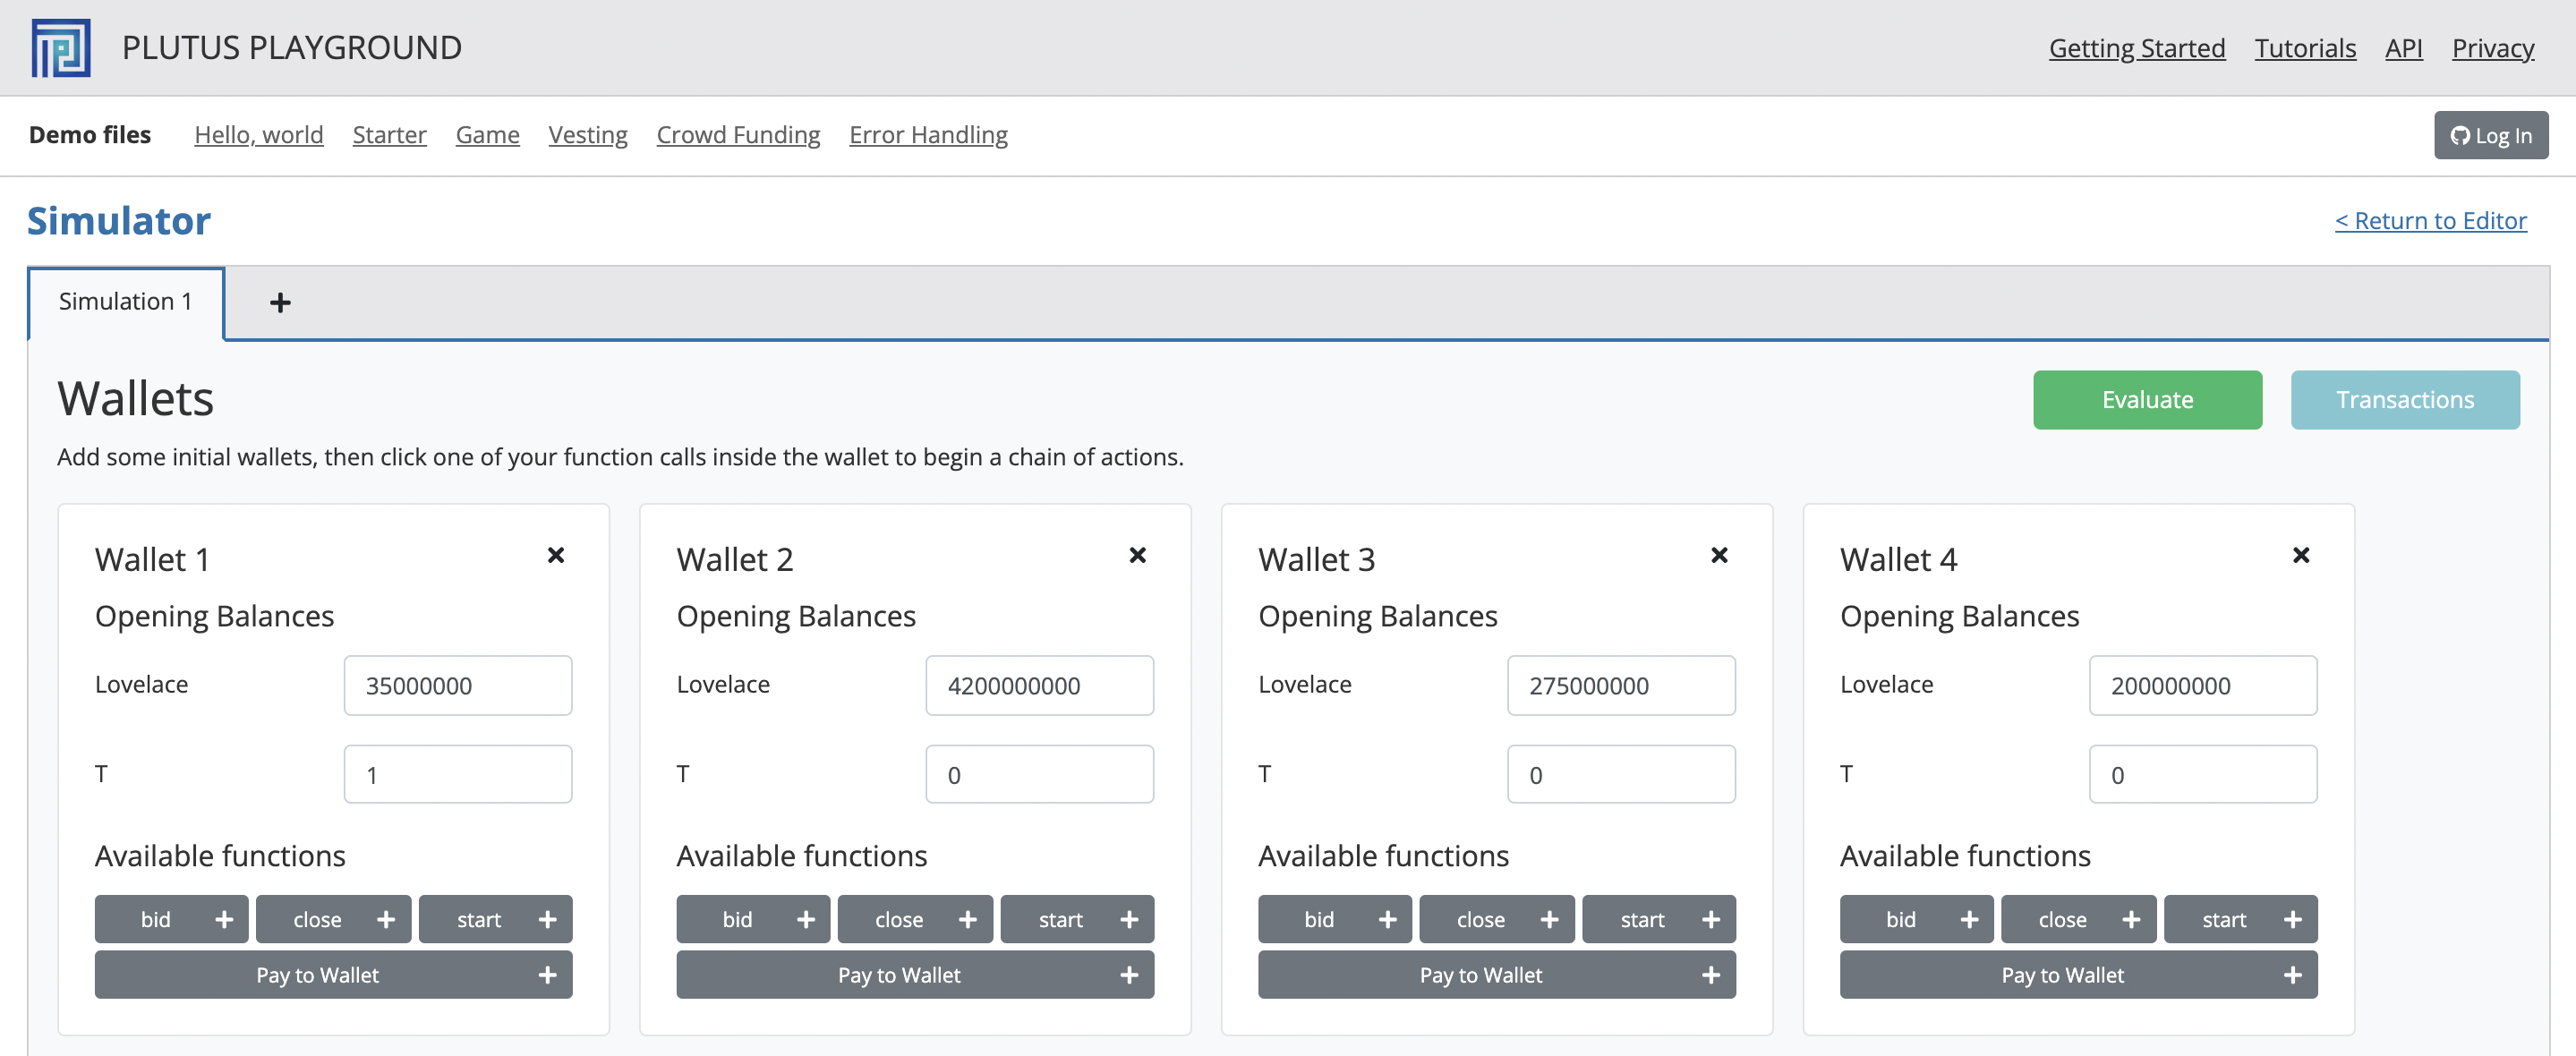 PLUTUS PLAYGROUND
Getting Started Tutorials API Privacy
Demo files Hello, world Starter Game Vesting Crowd Funding Error Handling
Log In
Simulator
< Return to Editor
Simulation 1 +
Wallets
Evaluate Transactions
Add some initial wallets, then click one of your function calls inside the wallet to begin a chain of actions.
Wallet 1
Opening Balances
Lovelace 35000000
T 1
Available functions
bid + close + start +
Pay to Wallet +
Wallet 2
Opening Balances
Lovelace 4200000000
T 0
Available functions
bid + close + start +
Pay to Wallet +
Wallet 3
Opening Balances
Lovelace 275000000
T 0
Available functions
bid + close + start +
Pay to Wallet +
Wallet 4
Opening Balances
Lovelace 200000000
T 0
Available functions
bid + close + start +
Pay to Wallet +